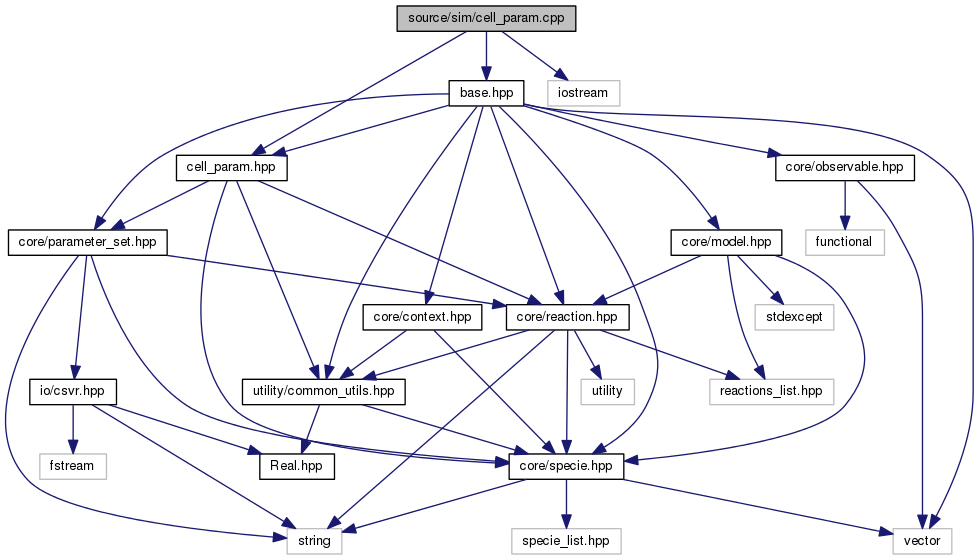 source/sim/cell_param.cpp
base.hpp
iostream
cell_param.hpp
core/observable.hpp
core/parameter_set.hpp
core/model.hpp
functional
core/context.hpp
core/reaction.hpp
stdexcept
io/csvr.hpp
utility/common_utils.hpp
utility
reactions_list.hpp
fstream
Real.hpp
core/specie.hpp
string
specie_list.hpp
vector